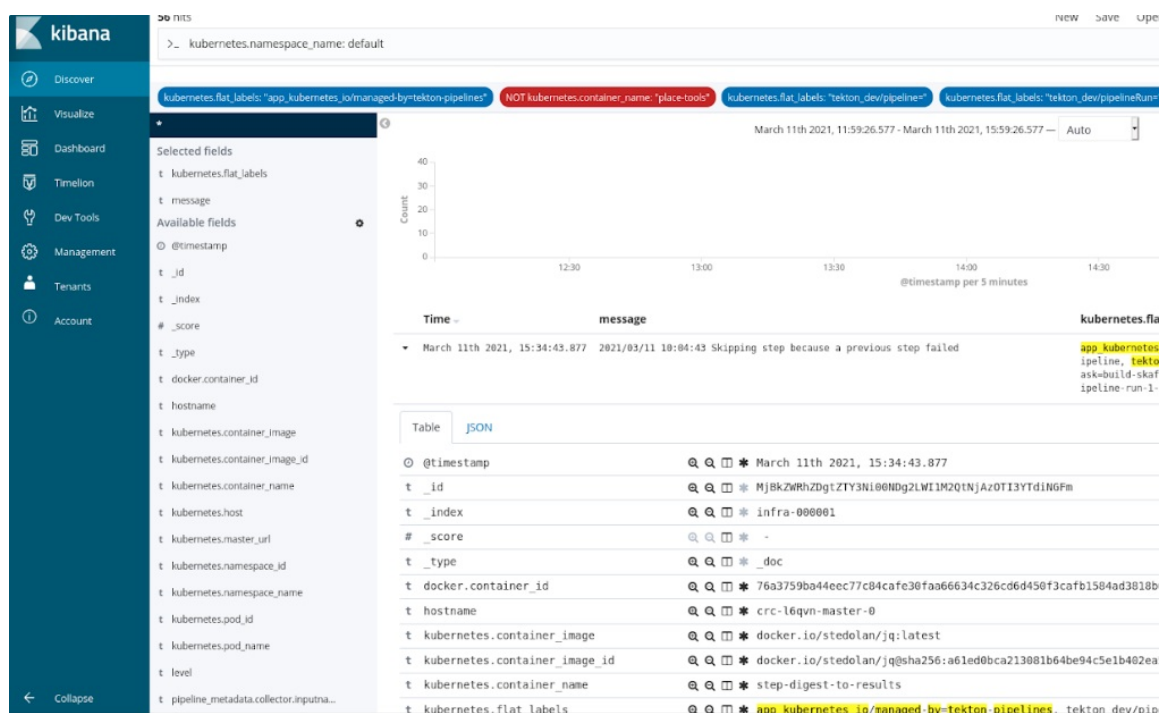 kibana
Discover
Visualize
Dashboard
Timelion
Dev Tools
Management
Tenants
Account
Collapse
56 hits
New Save Ope
>_ kubernetes.namespace_name: default
kubernetes.flat_labels: "app_kubernetes_io/managed-by=tekton-pipelines" NOT kubernetes.container_name: "place-tools" kubernetes.flat_labels: "tekton_dev/pipeline=" kubernetes.flat_labels: "tekton_dev/pipelineRun=
*
Selected fields
t kubernetes.flat_labels
t message
Available fields
@timestamp
t _id
t _index
# _score
t _type
t docker.container_id
t hostname
t kubernetes.container_image
t kubernetes.container_image_id
t kubernetes.container_name
t kubernetes.host
t kubernetes.master_url
t kubernetes.namespace_id
t kubernetes.namespace_name
t kubernetes.pod_id
t kubernetes.pod_name
t level
t pipeline_metadata.collector.inputna...
March 11th 2021, 11:59:26.577 - March 11th 2021, 15:59:26.577 — Auto
Count
40
30
20
10
0
12:30 13:00 13:30 14:00 14:30
@timestamp per 5 minutes
Time message kubernetes.fla
March 11th 2021, 15:34:43.877 2021/03/11 10:04:43 Skipping step because a previous step failed app_kubernetes
ipeline, tekto
ask=build-skaf
ipeline-run-1-
Table JSON
@timestamp March 11th 2021, 15:34:43.877
t _id MjBkZWRhZDgtZTY3Ni00NDg2LWI1M2QtNjAzOTI3YTdiNGFm
t _index infra-000001
# _score -
t _type _doc
t docker.container_id 76a3759ba44eec77c84cafe30faa66634c326cd6d450f3cafb1584ad3818b
t hostname crc-l6qvn-master-0
t kubernetes.container_image docker.io/stedolan/jq:latest
t kubernetes.container_image_id docker.io/stedolan/jq@sha256:a61ed0bca213081b64be94c5e1b402ea
t kubernetes.container_name step-digest-to-results
t kubernetes.flat_labels app_kubernetes_io/managed-by=tekton-pipelines, tekton_dev/pip